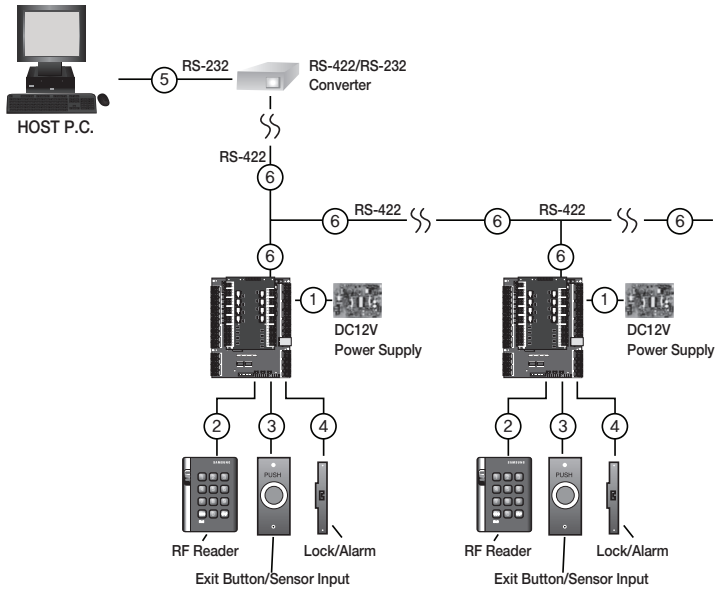 RS-232
5
RS-422/RS-232
Converter
HOST P.C.
RS-422
6
6
RS-422
6
RS-422
6
6
6
1
DC12V
Power Supply
1
DC12V
Power Supply
2
3
4
2
3
4
SAMSUNG
PUSH
SAMSUNG
PUSH
RF Reader
Lock/Alarm
Exit Button/Sensor Input
RF Reader
Lock/Alarm
Exit Button/Sensor Input